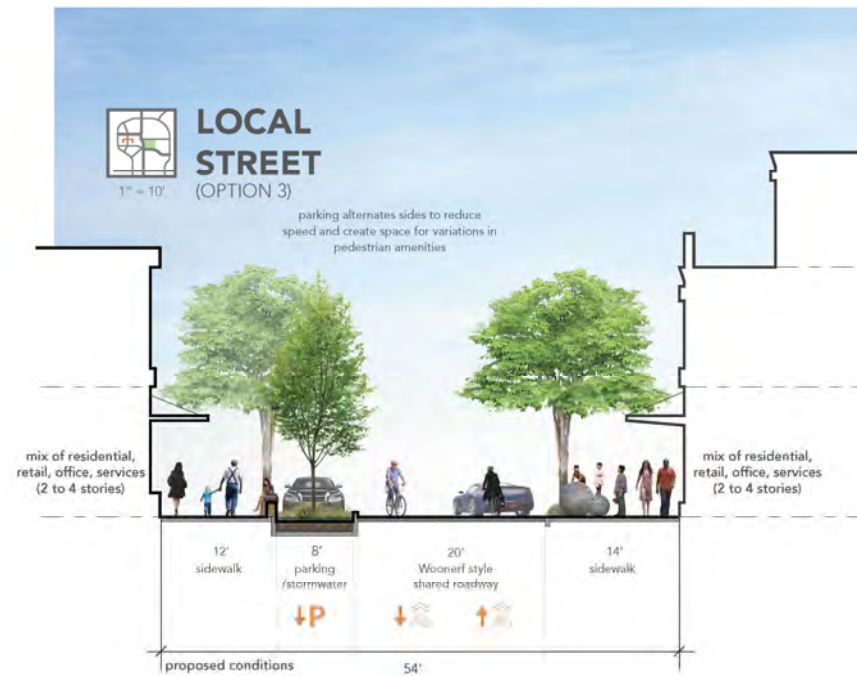 LOCAL
STREET
(OPTION 3)
1" = 10'
parking alternates sides to reduce
speed and create space for variations in
pedestrian amenities
mix of residential,
retail, office, services
(2 to 4 stories)
mix of residential,
retail, office, services
(2 to 4 stories)
12'
sidewalk
8'
parking
/stormwater
20'
Woonerf style
shared roadway
14'
sidewalk
P
proposed conditions
54'